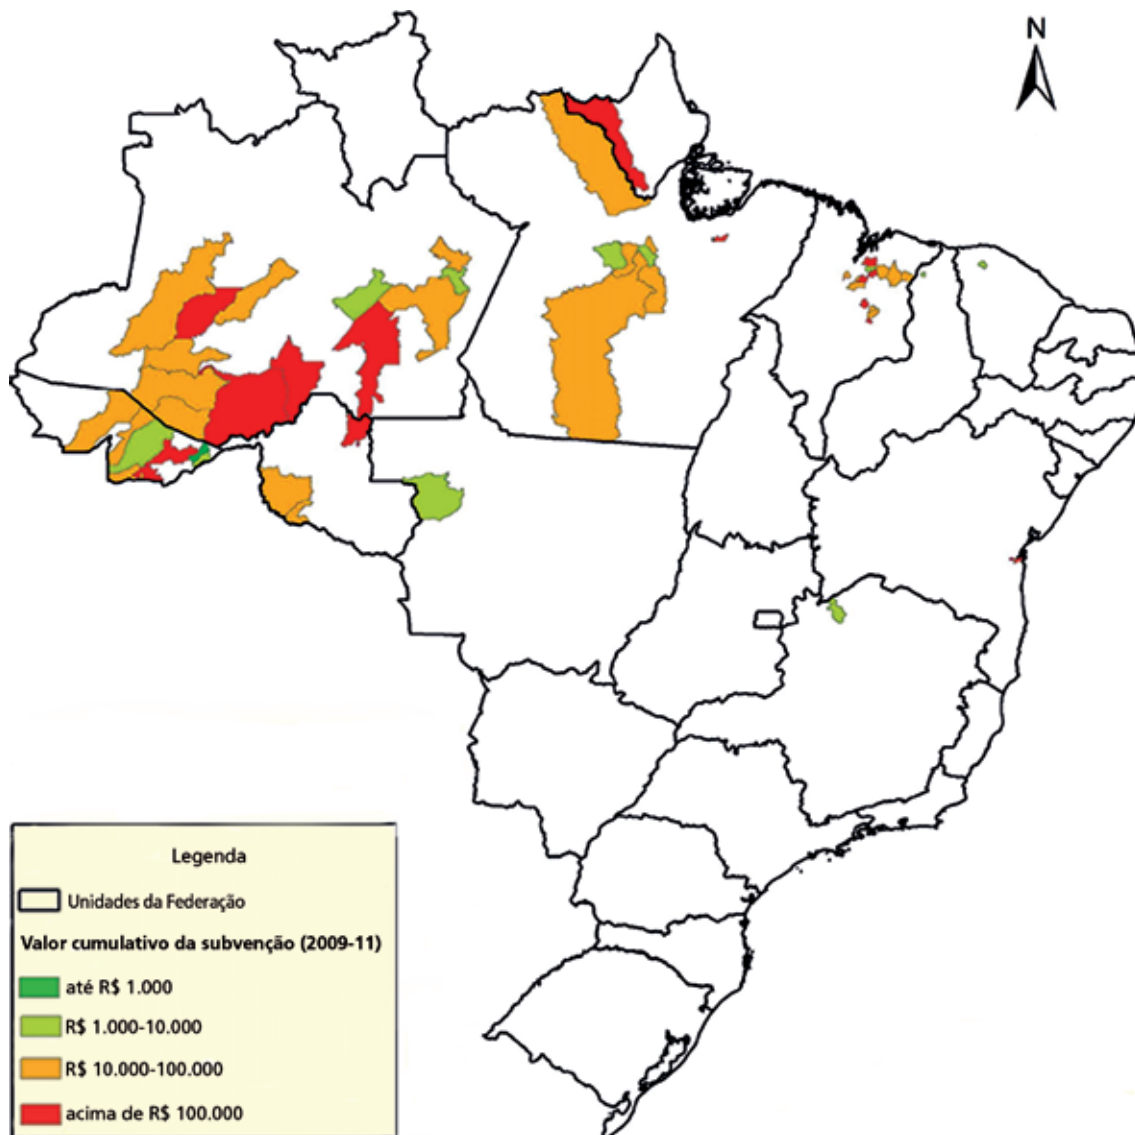 N
Legenda
Unidades da Federação
Valor cumulativo da subvenção (2009-11)
até R$ 1.000
R$ 1.000-10.000
R$ 10.000-100.000
acima de R$ 100.000